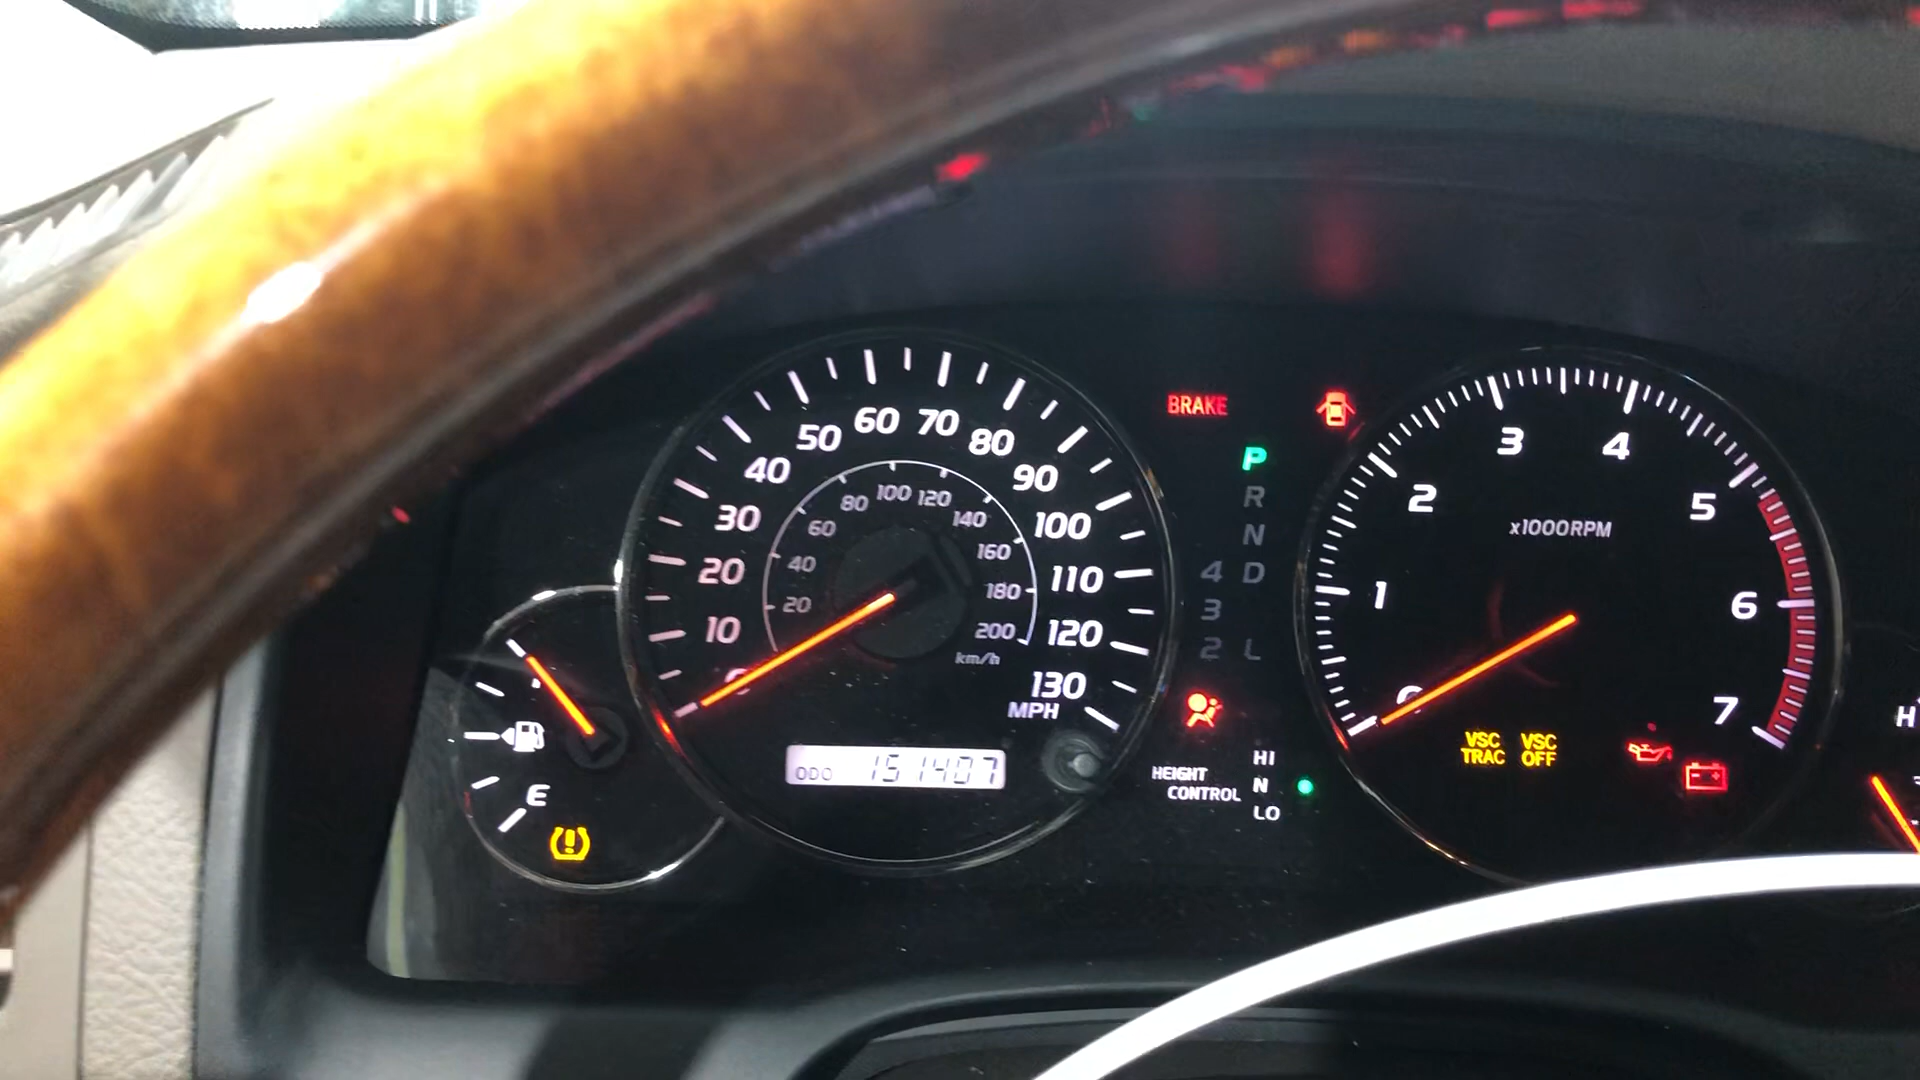 BRAKE
P
R
N
4 D
3
2 L
10
20
30
40
50
60
70
80
90
100
110
120
130
MPH
20
40
60
80
100
120
140
160
180
200
km/h
ODO 151407
E
HEIGHT
CONTROL
HI
N
LO
1
2
3
4
5
6
7
x1000RPM
VSC
TRAC
VSC
OFF
H